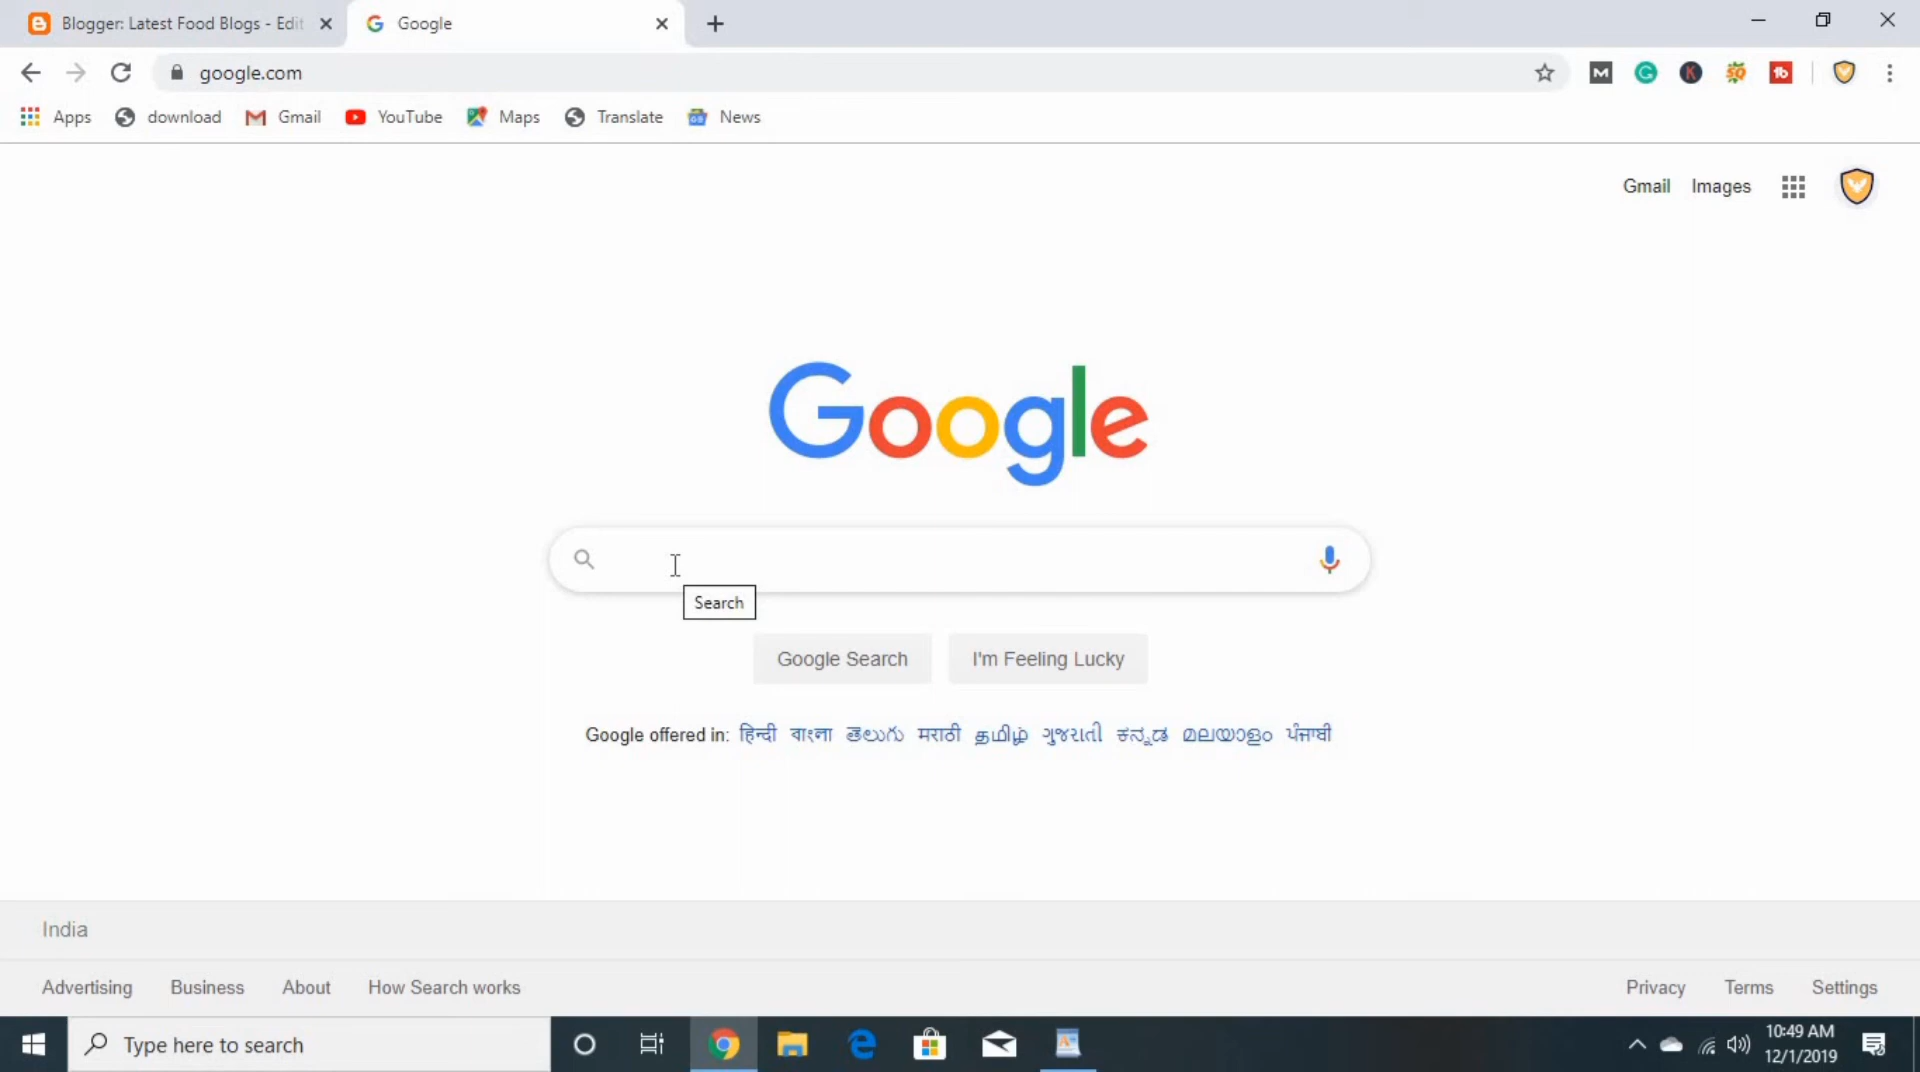 Blogger: Latest Food Blogs - Edit
Google
google.com
Apps download Gmail YouTube Maps Translate News
Gmail Images
Google
Search
Google Search I'm Feeling Lucky
Google offered in: हिन्दी বাংলা తెలుగు मराठी தமிழ் ગુજરાતી ಕನ್ನಡ മലയാളം ਪੰਜਾਬੀ
India
Advertising Business About How Search works Privacy Terms Settings
Type here to search
10:49 AM
12/1/2019